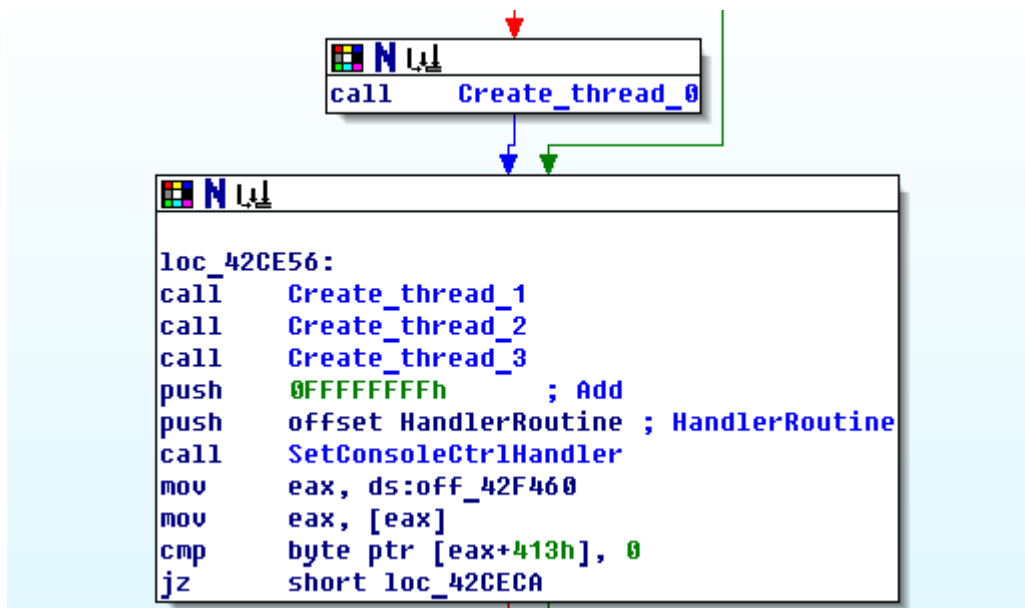 call Create_thread_0
loc_42CE56:
call Create_thread_1
call Create_thread_2
call Create_thread_3
push 0FFFFFFFFh ; Add
push offset HandlerRoutine ; HandlerRoutine
call SetConsoleCtrlHandler
mov eax, ds:off_42F460
mov eax, [eax]
cmp byte ptr [eax+413h], 0
jz short loc_42CECA